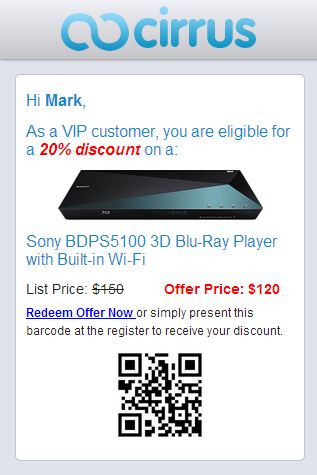 cirrus
Hi Mark,
As a VIP customer, you are eligible for
a 20% discount on a:
SONY
Sony BDPS5100 3D Blu-Ray Player
with Built-in Wi-Fi
List Price: $150 Offer Price: $120
Redeem Offer Now or simply present this
barcode at the register to receive your discount.